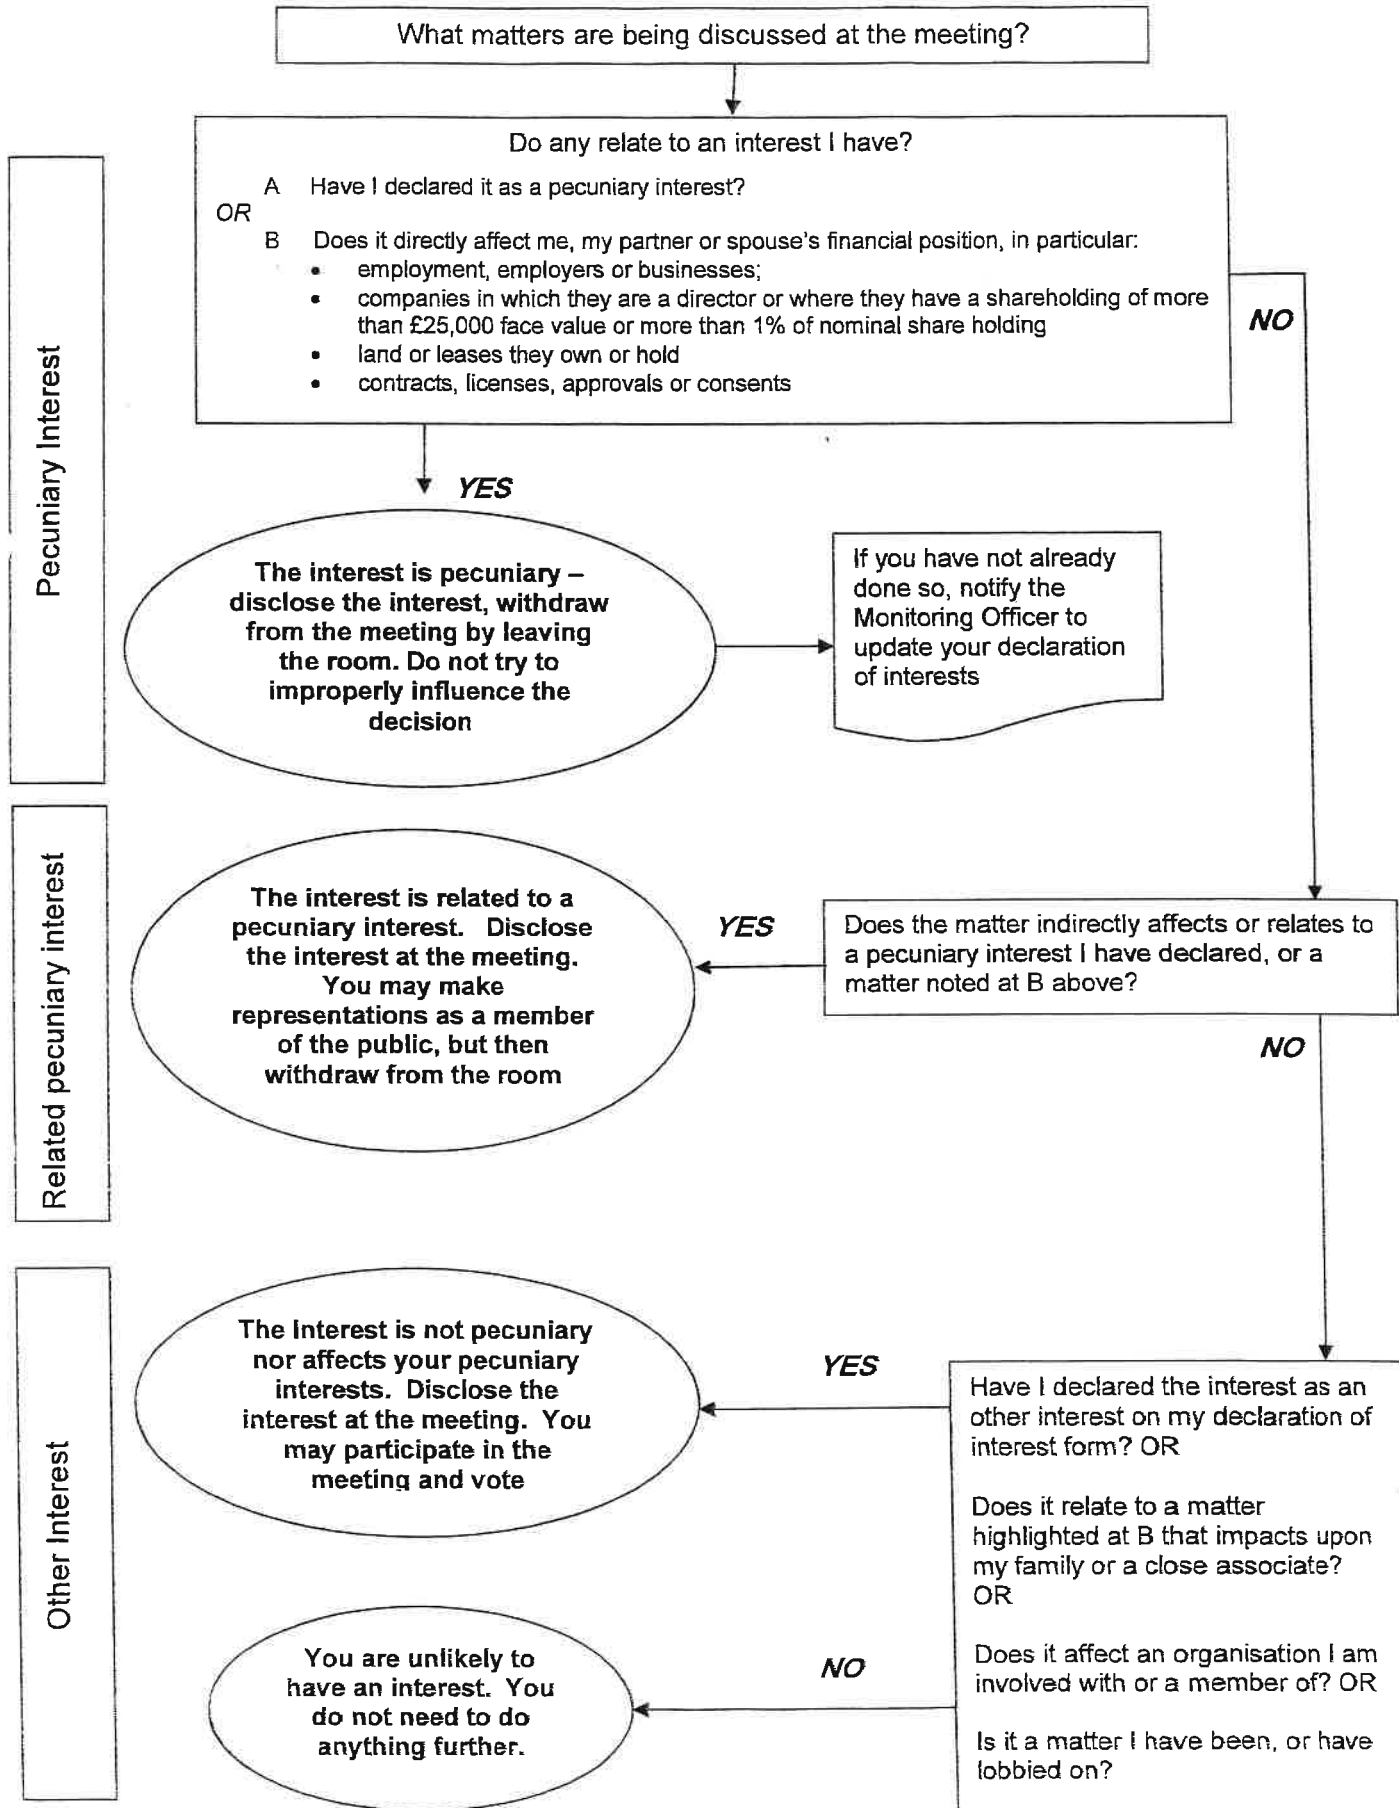 What matters are being discussed at the meeting?
Do any relate to an interest I have?
A Have I declared it as a pecuniary interest?
OR
B Does it directly affect me, my partner or spouse's financial position, in particular:
• employment, employers or businesses;
• companies in which they are a director or where they have a shareholding of more
than £25,000 face value or more than 1% of nominal share holding
• land or leases they own or hold
• contracts, licenses, approvals or consents
NO
Pecuniary Interest
YES
The interest is pecuniary –
disclose the interest, withdraw
from the meeting by leaving
the room. Do not try to
improperly influence the
decision
If you have not already
done so, notify the
Monitoring Officer to
update your declaration
of interests
Related pecuniary interest
The interest is related to a
pecuniary interest. Disclose
the interest at the meeting.
You may make
representations as a member
of the public, but then
withdraw from the room
YES
Does the matter indirectly affects or relates to
a pecuniary interest I have declared, or a
matter noted at B above?
NO
Other Interest
The Interest is not pecuniary
nor affects your pecuniary
interests. Disclose the
interest at the meeting. You
may participate in the
meeting and vote
YES
Have I declared the interest as an
other interest on my declaration of
interest form? OR
Does it relate to a matter
highlighted at B that impacts upon
my family or a close associate?
OR
Does it affect an organisation I am
involved with or a member of? OR
Is it a matter I have been, or have
lobbied on?
NO
You are unlikely to
have an interest. You
do not need to do
anything further.